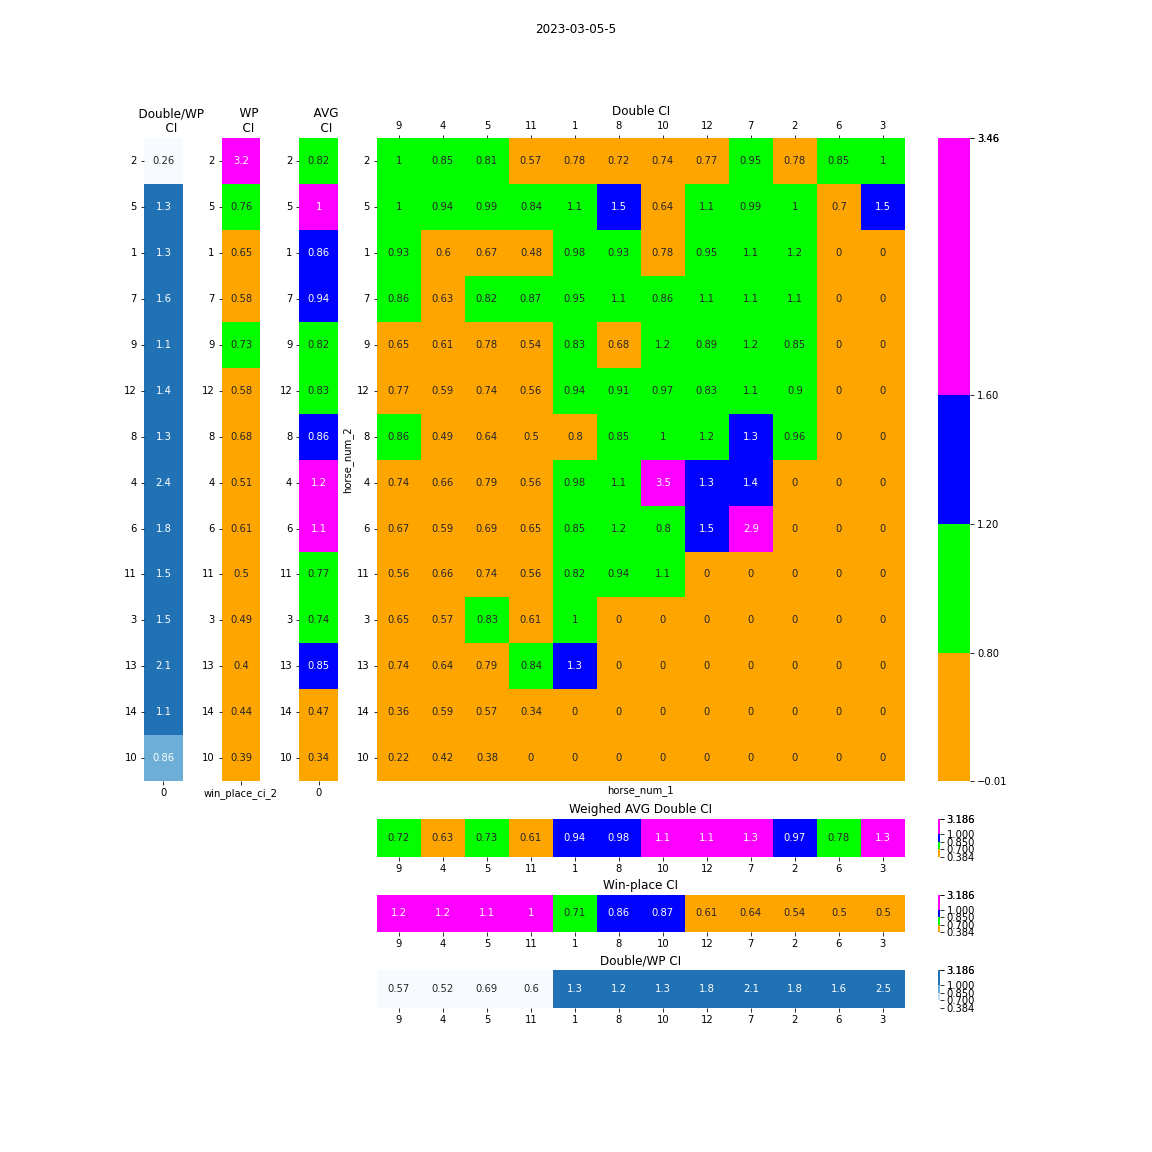 2023-03-05-5
Double/WP CI
WP CI
AVG CI
Double CI
9 4 5 11 1 8 10 12 7 2 6 3
2 0.26 2 3.2 2 0.82 2 1 0.85 0.81 0.57 0.78 0.72 0.74 0.77 0.95 0.78 0.85 1
5 1.3 5 0.76 5 1 5 1 0.94 0.99 0.84 1.1 1.5 0.64 1.1 0.99 1 0.7 1.5
1 1.3 1 0.65 1 0.86 1 0.93 0.6 0.67 0.48 0.98 0.93 0.78 0.95 1.1 1.2 0 0
7 1.6 7 0.58 7 0.94 7 0.86 0.63 0.82 0.87 0.95 1.1 0.86 1.1 1.1 1.1 0 0
9 1.1 9 0.73 9 0.82 9 0.65 0.61 0.78 0.54 0.83 0.68 1.2 0.89 1.2 0.85 0 0
12 1.4 12 0.58 12 0.83 12 0.77 0.59 0.74 0.56 0.94 0.91 0.97 0.83 1.1 0.9 0 0
8 1.3 8 0.68 8 0.86 8 0.86 0.49 0.64 0.5 0.8 0.85 1 1.2 1.3 0.96 0 0
4 2.4 4 0.51 4 1.2 4 0.74 0.66 0.79 0.56 0.98 1.1 3.5 1.3 1.4 0 0 0
6 1.8 6 0.61 6 1.1 6 0.67 0.59 0.69 0.65 0.85 1.2 0.8 1.5 2.9 0 0 0
11 1.5 11 0.5 11 0.77 11 0.56 0.66 0.74 0.56 0.82 0.94 1.1 0 0 0 0 0
3 1.5 3 0.49 3 0.74 3 0.65 0.57 0.83 0.61 1 0 0 0 0 0 0 0
13 2.1 13 0.4 13 0.85 13 0.74 0.64 0.79 0.84 1.3 0 0 0 0 0 0 0
14 1.1 14 0.44 14 0.47 14 0.36 0.59 0.57 0.34 0 0 0 0 0 0 0 0
10 0.86 10 0.39 10 0.34 10 0.22 0.42 0.38 0 0 0 0 0 0 0 0 0
horse_num_2
0 win_place_ci_2 0 horse_num_1
3.46
1.60
1.20
0.80
−0.01
Weighed AVG Double CI
0.72 0.63 0.73 0.61 0.94 0.98 1.1 1.1 1.3 0.97 0.78 1.3
9 4 5 11 1 8 10 12 7 2 6 3
3.186
1.000
0.850
0.700
0.384
Win-place CI
1.2 1.2 1.1 1 0.71 0.86 0.87 0.61 0.64 0.54 0.5 0.5
9 4 5 11 1 8 10 12 7 2 6 3
3.186
1.000
0.850
0.700
0.384
Double/WP CI
0.57 0.52 0.69 0.6 1.3 1.2 1.3 1.8 2.1 1.8 1.6 2.5
9 4 5 11 1 8 10 12 7 2 6 3
3.186
1.000
0.850
0.700
0.384